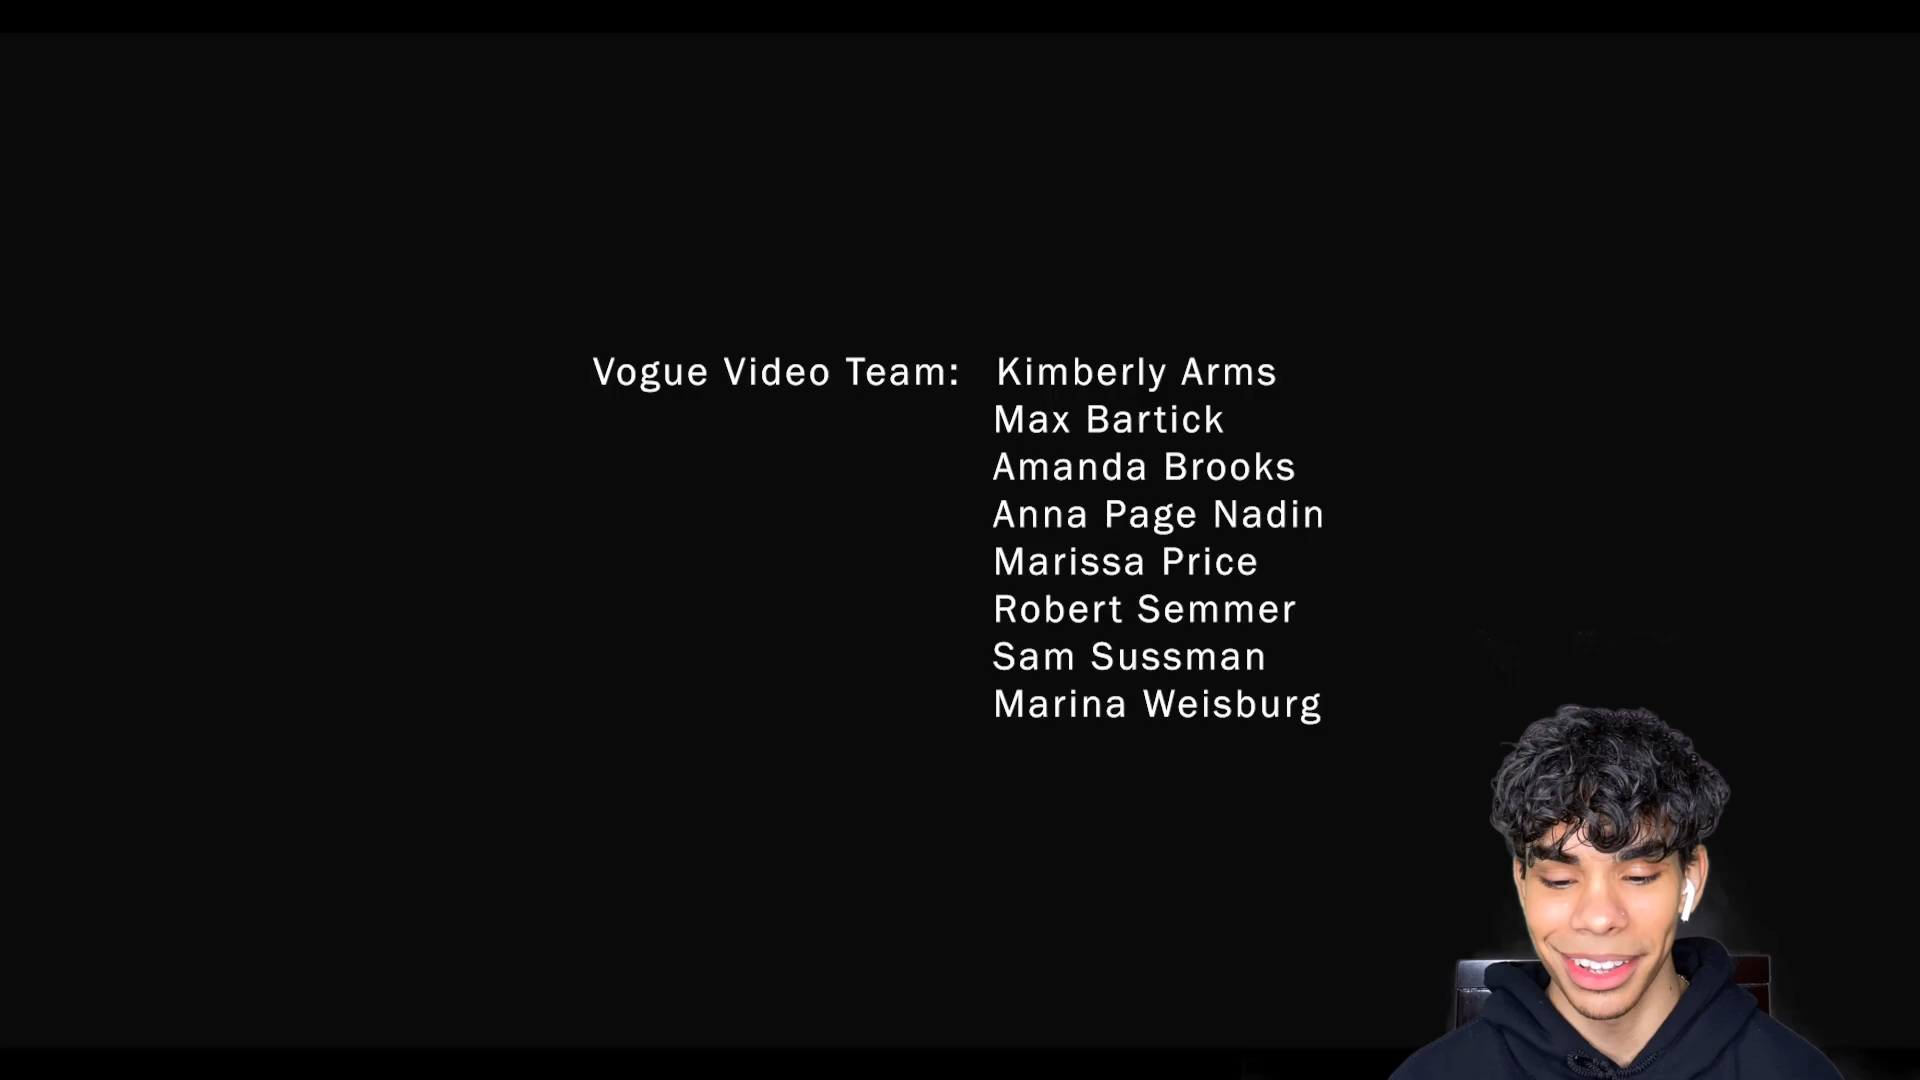 Vogue Video Team: Kimberly Arms
Max Bartick
Amanda Brooks
Anna Page Nadin
Marissa Price
Robert Semmer
Sam Sussman
Marina Weisburg